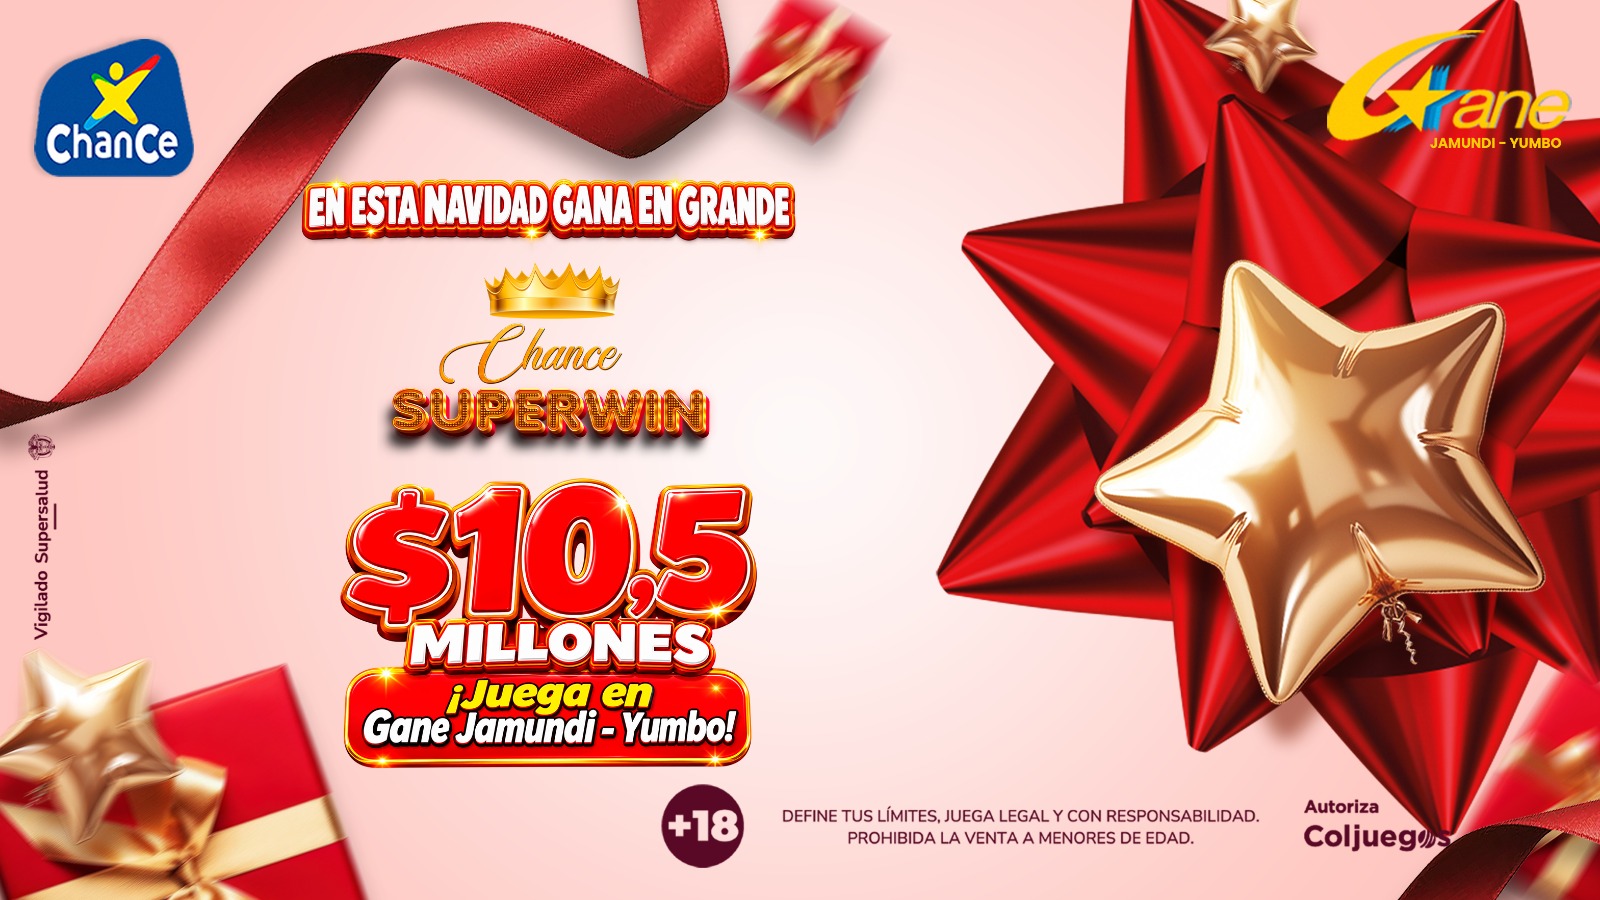 ChanCe
Gane
JAMUNDI - YUMBO
EN ESTA NAVIDAD GANA EN GRANDE
Chance
SUPERWIN
$10,5
MILLONES
¡Juega en
Gane Jamundi - Yumbo!
Vigilado Supersalud
+18
DEFINE TUS LÍMITES, JUEGA LEGAL Y CON RESPONSABILIDAD.
PROHIBIDA LA VENTA A MENORES DE EDAD.
Autoriza
Coljuegos